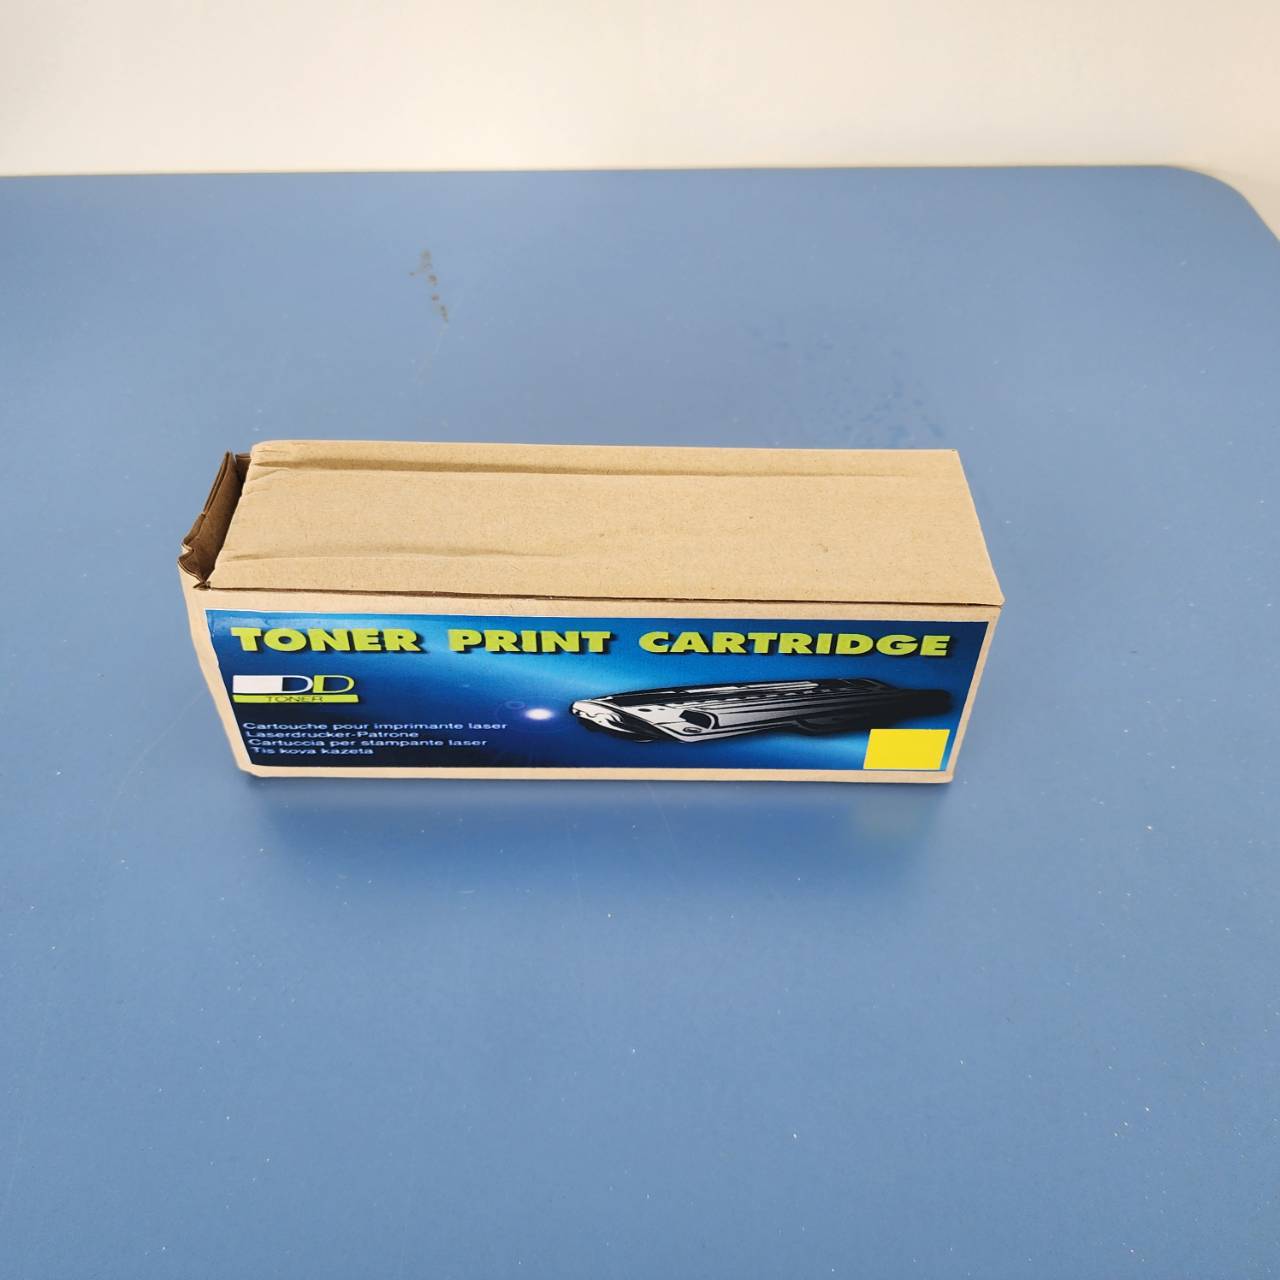 TONER PRINT CARTRIDGE
DD
TONER
Cartouche pour imprimante laser
Laserdrucker-Patrone
Cartuccia per stampante laser
Tis kova kazeta